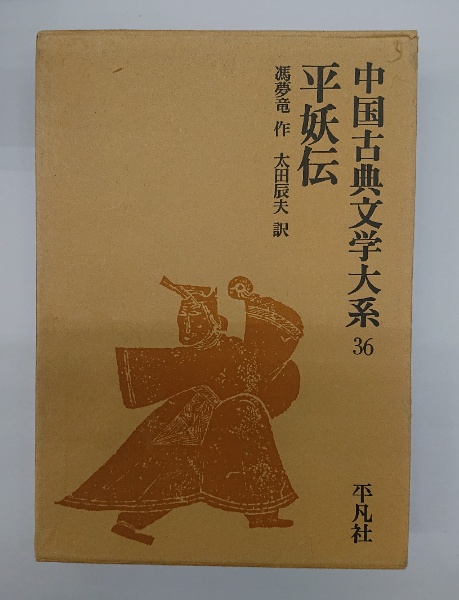 中国古典文学大系 36
平妖伝
馮夢竜 作 太田辰夫 訳
平凡社